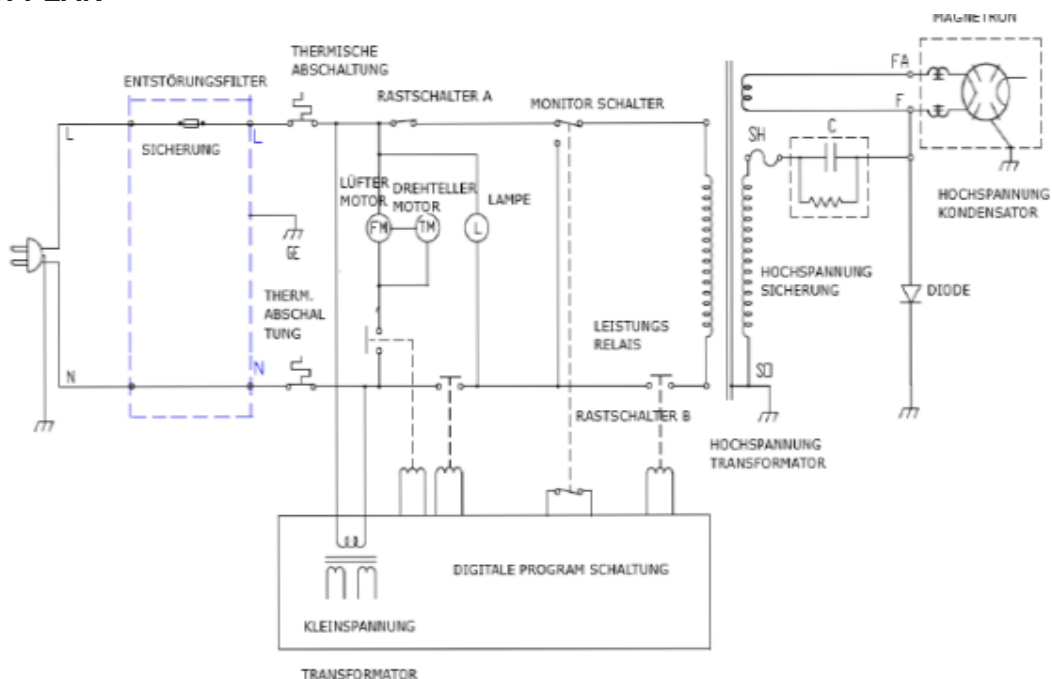 MAGNETRON
THERMISCHE
ABSCHALTUNG
FA
ENTSTÖRUNGSFILTER
RASTSCHALTER A
MONITOR SCHALTER
F
L
L
SICHERUNG
SH
C
LÜFTER
MOTOR
DREHTELLER
MOTOR
LAMPE
HOCHSPANNUNG
KONDENSATOR
FM
TM
L
GE
HOCHSPANNUNG
SICHERUNG
DIODE
THERM.
ABSCHAL
TUNG
LEISTUNGS
RELAIS
N
N
SO
RASTSCHALTER B
HOCHSPANNUNG
TRANSFORMATOR
DIGITALE PROGRAM SCHALTUNG
KLEINSPANNUNG
TRANSFORMATOR